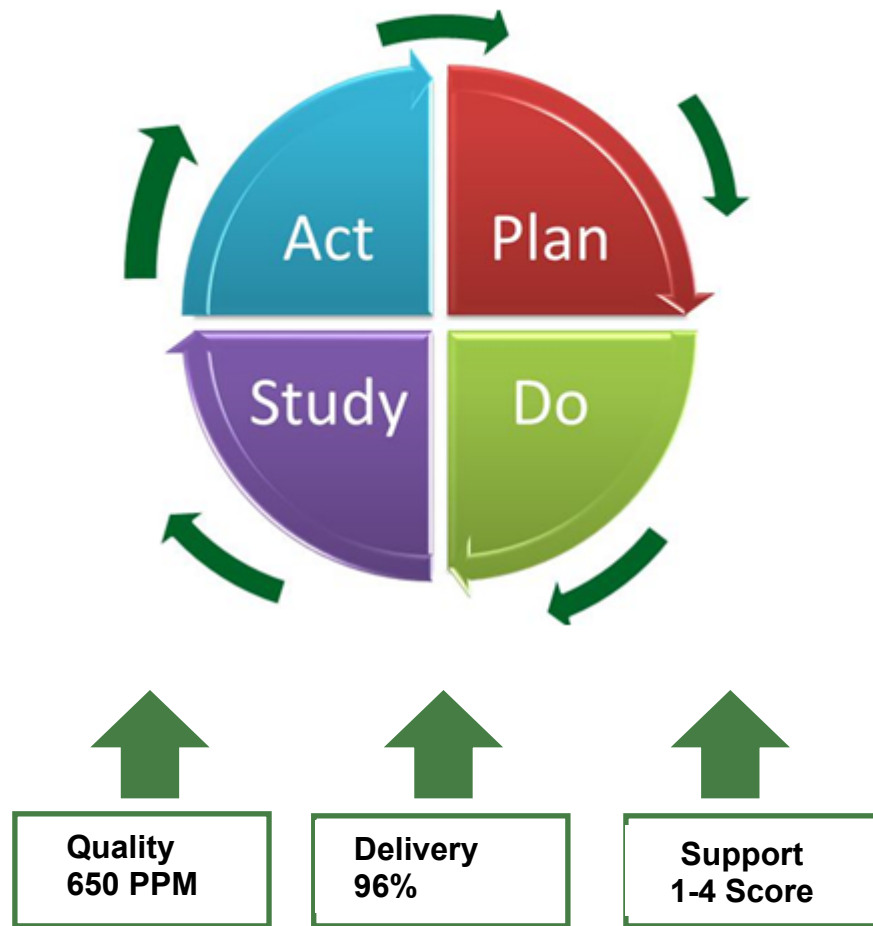 Act
Plan
Study
Do
Quality
650 PPM
Delivery
96%
Support
1-4 Score